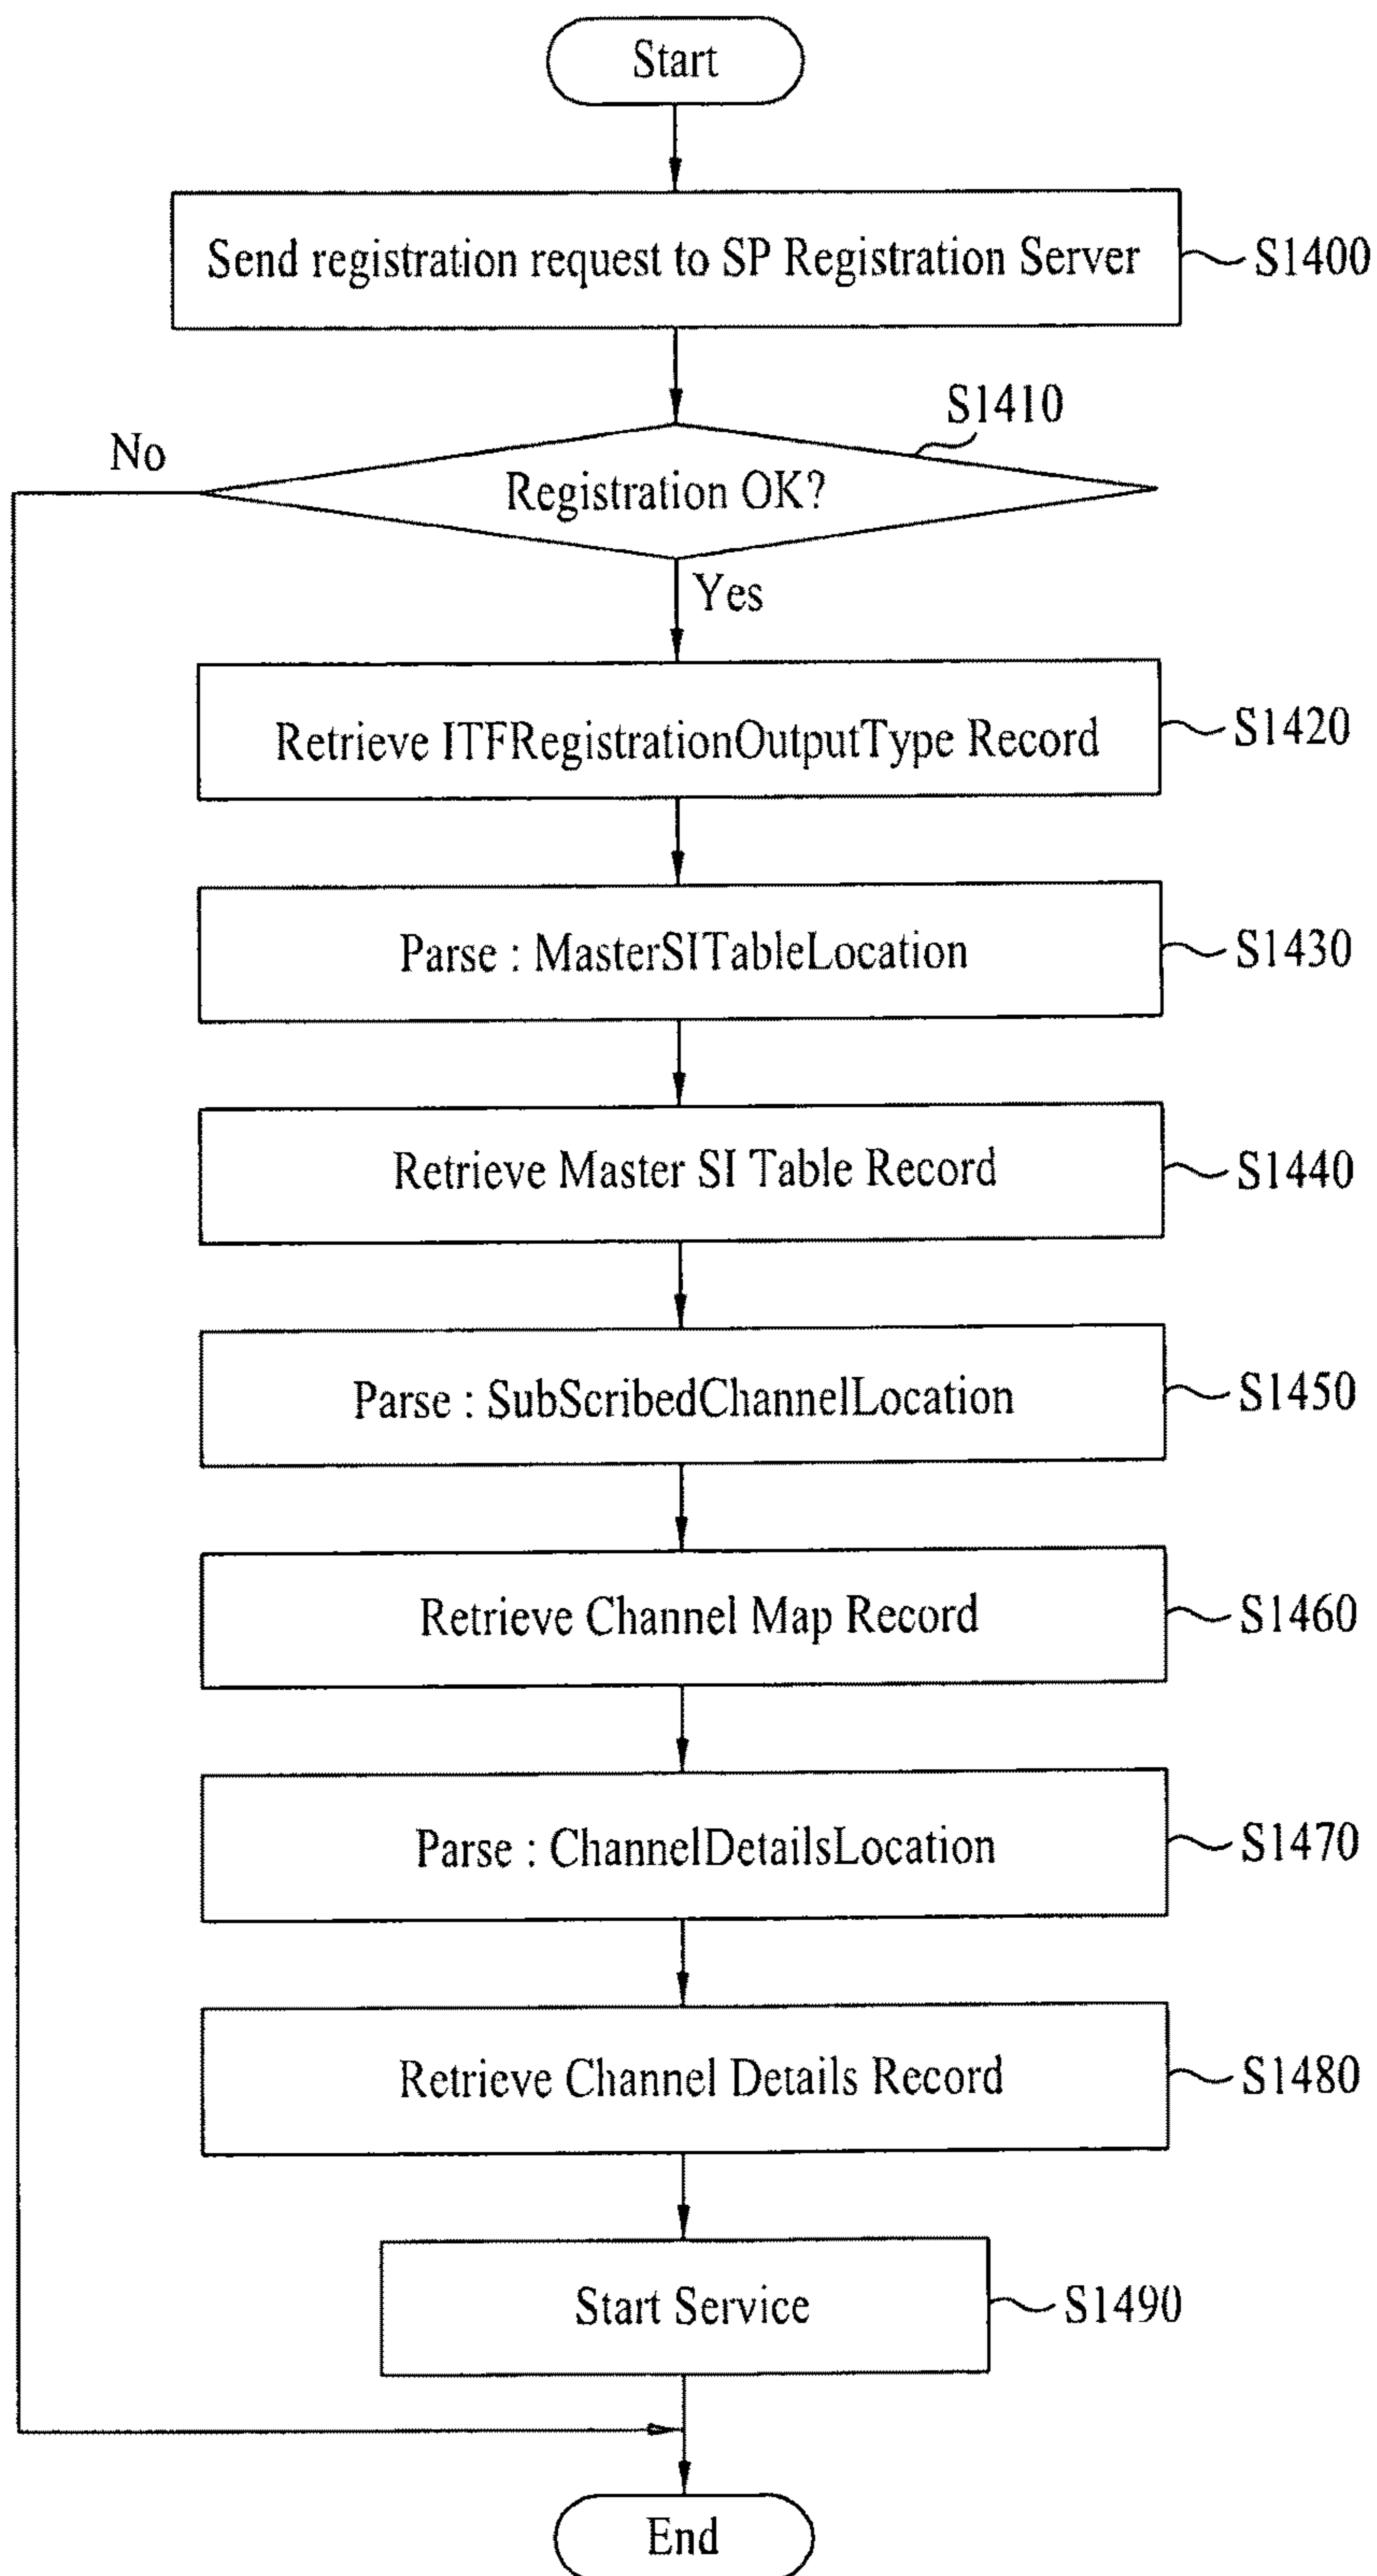 Start
Send registration request to SP Registration Server
S1400
S1410
No
Registration OK?
Yes
Retrieve ITFRegistrationOutputType Record
S1420
Parse : MasterSITableLocation
S1430
Retrieve Master SI Table Record
S1440
Parse : SubScribedChannelLocation
S1450
Retrieve Channel Map Record
S1460
Parse : ChannelDetailsLocation
S1470
Retrieve Channel Details Record
S1480
Start Service
S1490
End